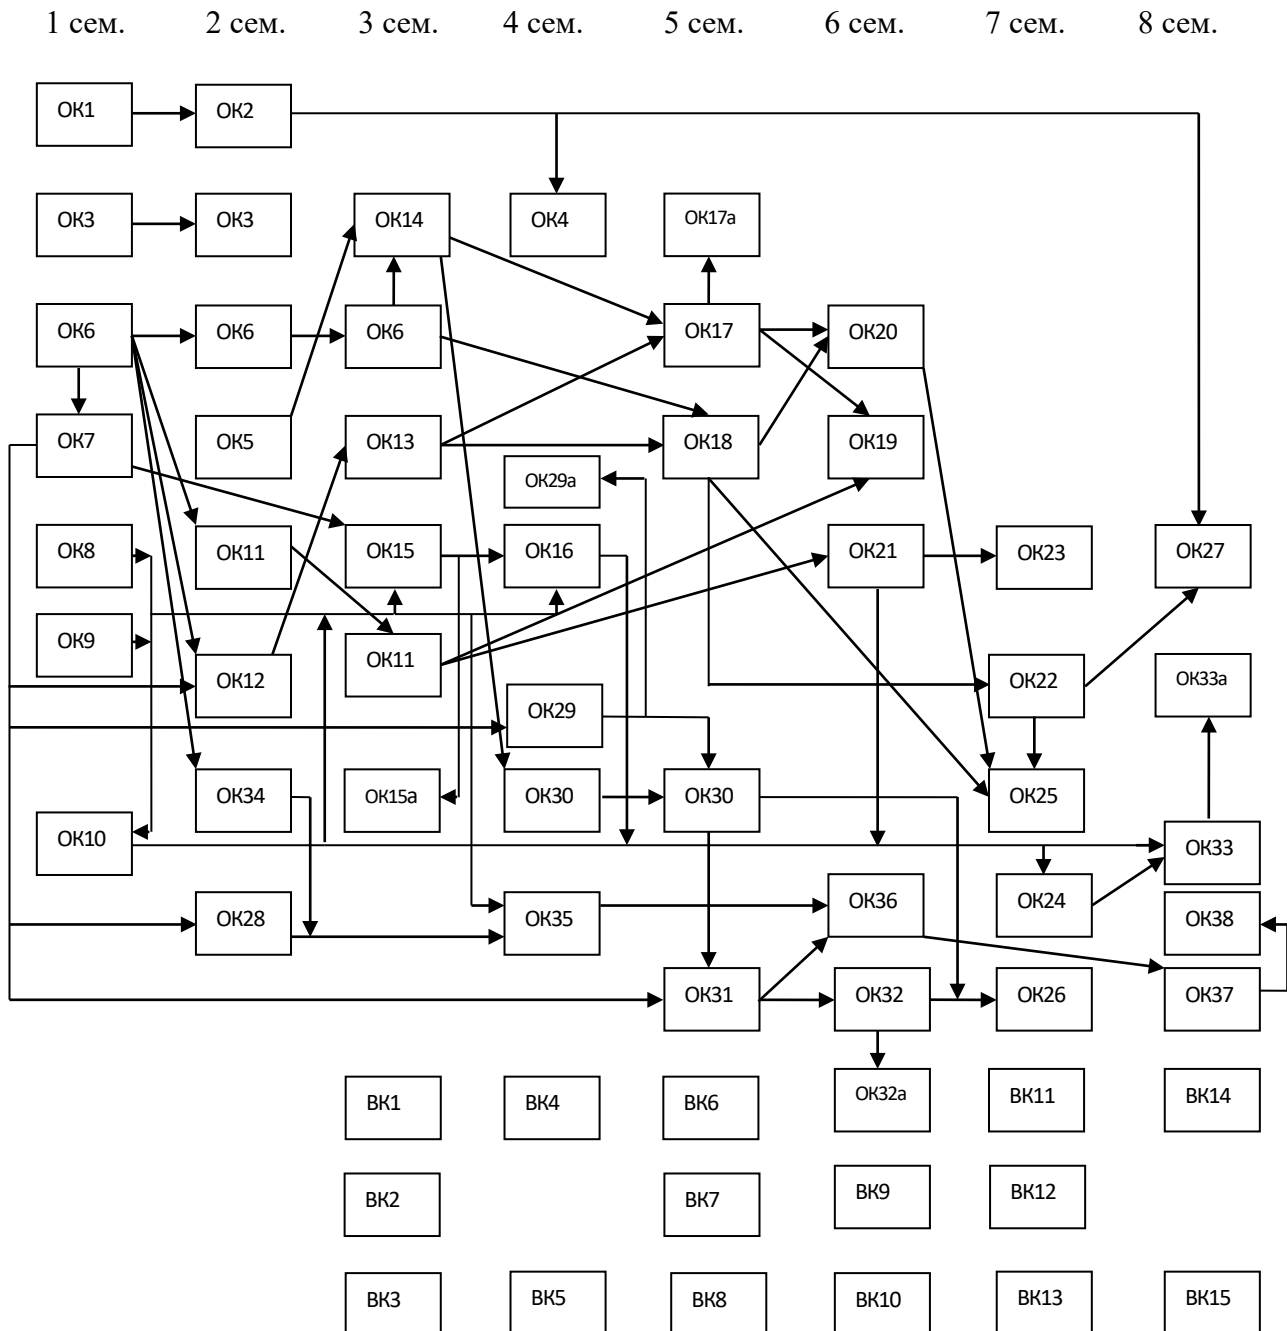 1 сем. 2 сем. 3 сем. 4 сем. 5 сем. 6 сем. 7 сем. 8 сем.
ОК1 ОК2
ОК3 ОК3 ОК14 ОК4 ОК17а
ОК6 ОК6 ОК6 ОК17 ОК20
ОК7 ОК5 ОК13 ОК18 ОК19
ОК29а
ОК8 ОК11 ОК15 ОК16 ОК21 ОК23 ОК27
ОК9 ОК11
ОК12 ОК22 ОК33а
ОК29
ОК34 ОК15а ОК30 ОК30 ОК25
ОК10 ОК33
ОК28 ОК35 ОК36 ОК24 ОК38
ОК31 ОК32 ОК26 ОК37
ВК1 ВК4 ВК6 ОК32а ВК11 ВК14
ВК2 ВК7 ВК9 ВК12
ВК3 ВК5 ВК8 ВК10 ВК13 ВК15